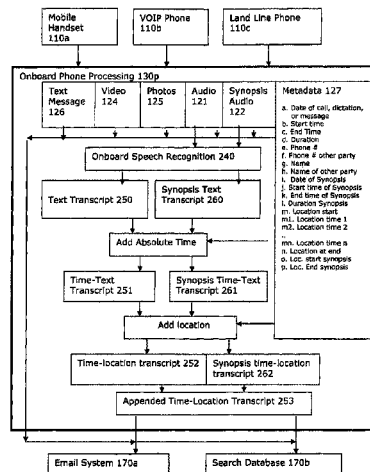 Mobile Handset 110a
VOIP Phone 110b
Land Line Phone 110c
Onboard Phone Processing 130p
Text Message 126
Video 124
Photos 125
Audio 121
Synopsis Audio 122
Metadata 127
a. Date of call, dictation, or message
b. Start time
c. End Time
d. Duration
e. Phone #
f. Phone # other party
g. Name
h. Name of other party
i. Date of Synopsis
j. Start time of Synopsis
k. End time of Synopsis
l. Duration Synopsis
m. Location start
m1. Location time 1
m2. Location time 2
..
mn. Location time n
n. Location at end
o. Loc. start synopsis
p. Loc. End synopsis
Onboard Speech Recognition 240
Text Transcript 250
Synopsis Text Transcript 260
Add Absolute Time
Time-Text Transcript 251
Synopsis Time-Text Transcript 261
Add location
Time-location transcript 252
Synopsis time-location transcript 262
Appended Time-Location Transcript 253
Email System 170a
Search Database 170b